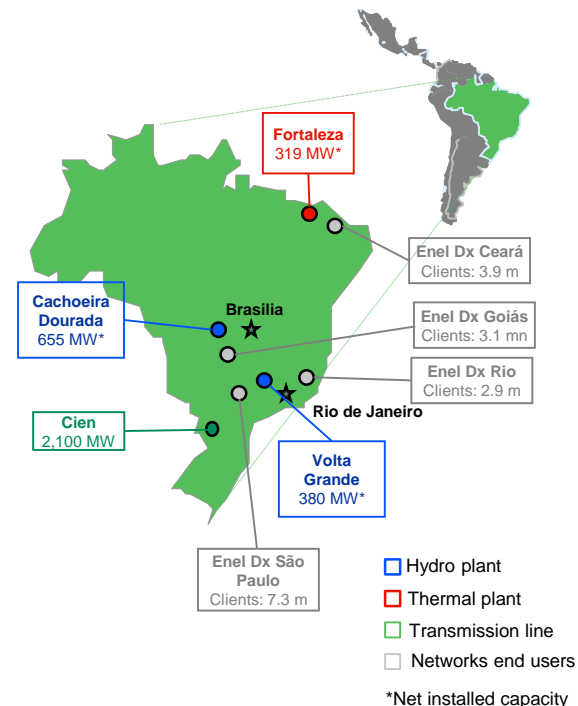 Fortaleza
319 MW*
Enel Dx Ceará
Clients: 3.9 m
Cachoeira
Dourada
655 MW*
Brasilia
Enel Dx Goiás
Clients: 3.1 mn
Enel Dx Rio
Clients: 2.9 m
Rio de Janeiro
Cien
2,100 MW
Volta
Grande
380 MW*
Enel Dx São
Paulo
Clients: 7.3 m
Hydro plant
Thermal plant
Transmission line
Networks end users
*Net installed capacity